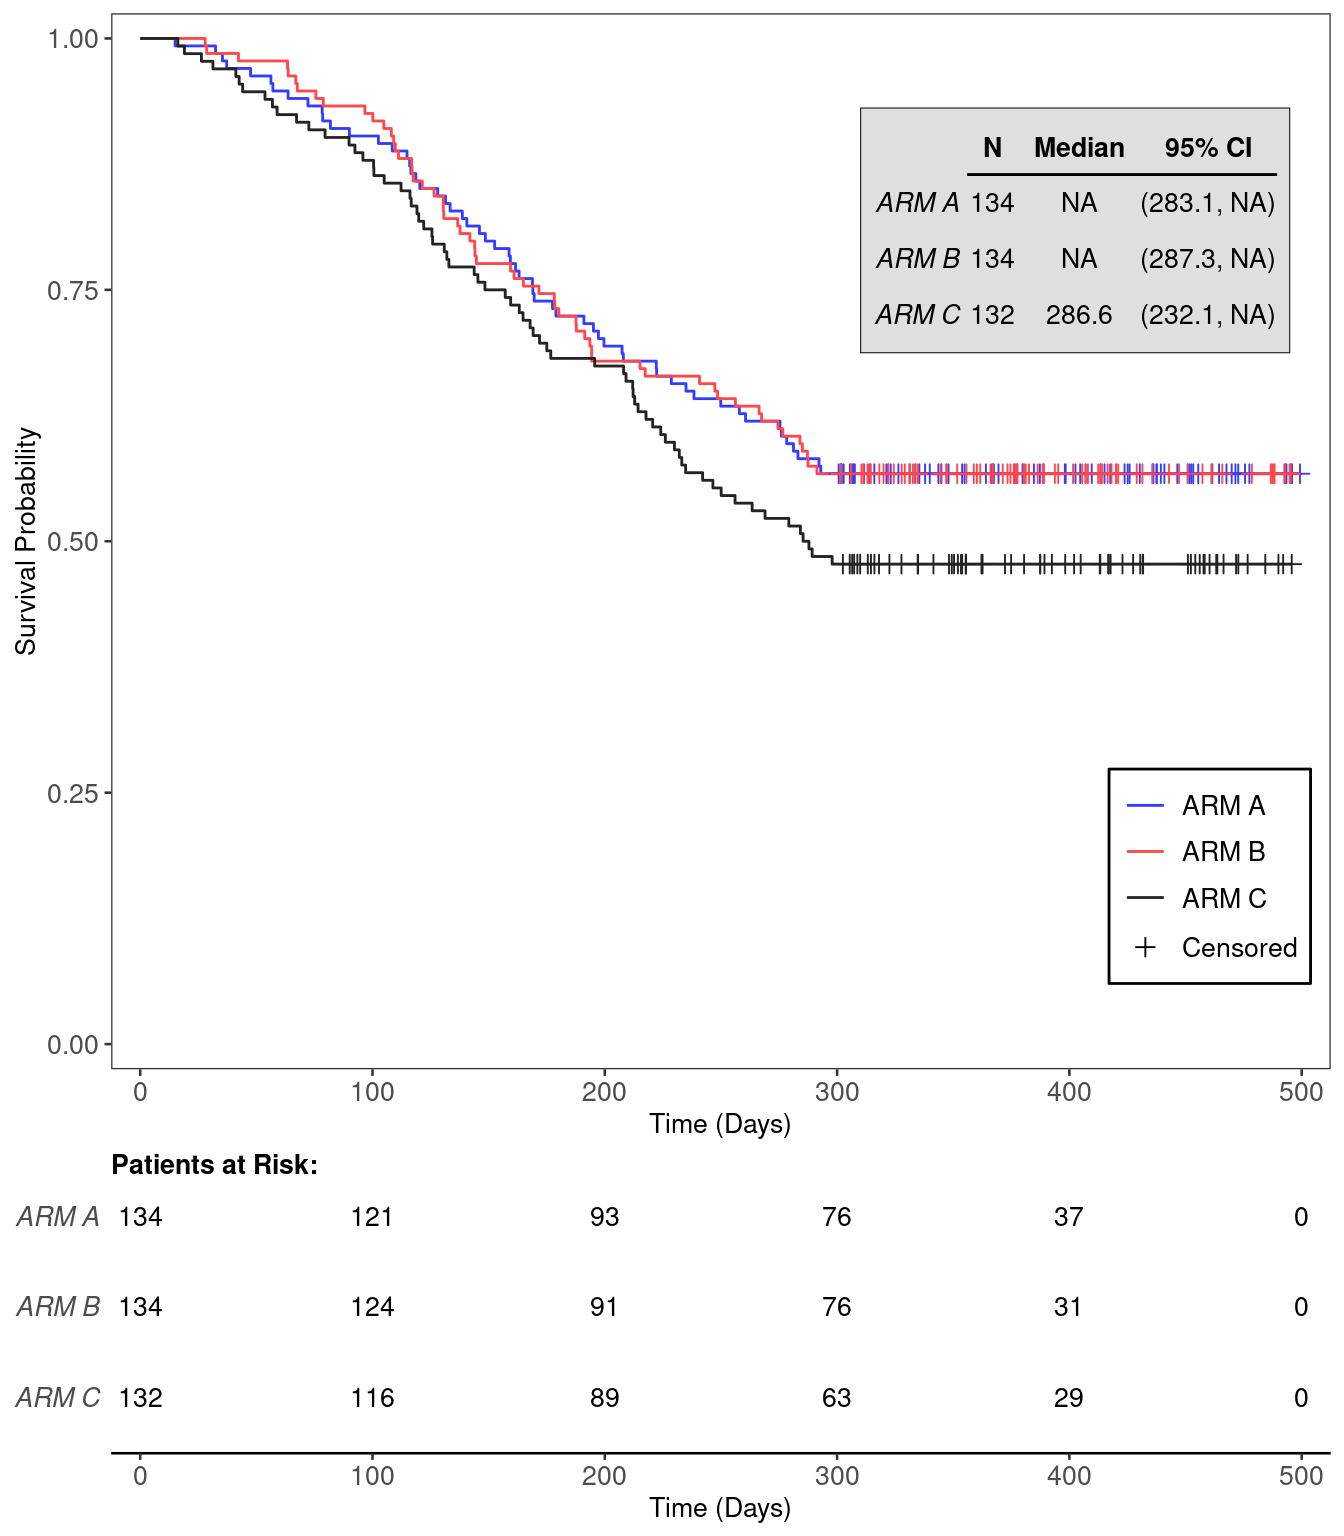 1.00
0.75
0.50
0.25
0.00
Survival Probability
N Median 95% CI
ARM A 134 NA (283.1, NA)
ARM B 134 NA (287.3, NA)
ARM C 132 286.6 (232.1, NA)
ARM A
ARM B
ARM C
Censored
0 100 200 300 400 500
Time (Days)
Patients at Risk:
ARM A 134 121 93 76 37 0
ARM B 134 124 91 76 31 0
ARM C 132 116 89 63 29 0
0 100 200 300 400 500
Time (Days)